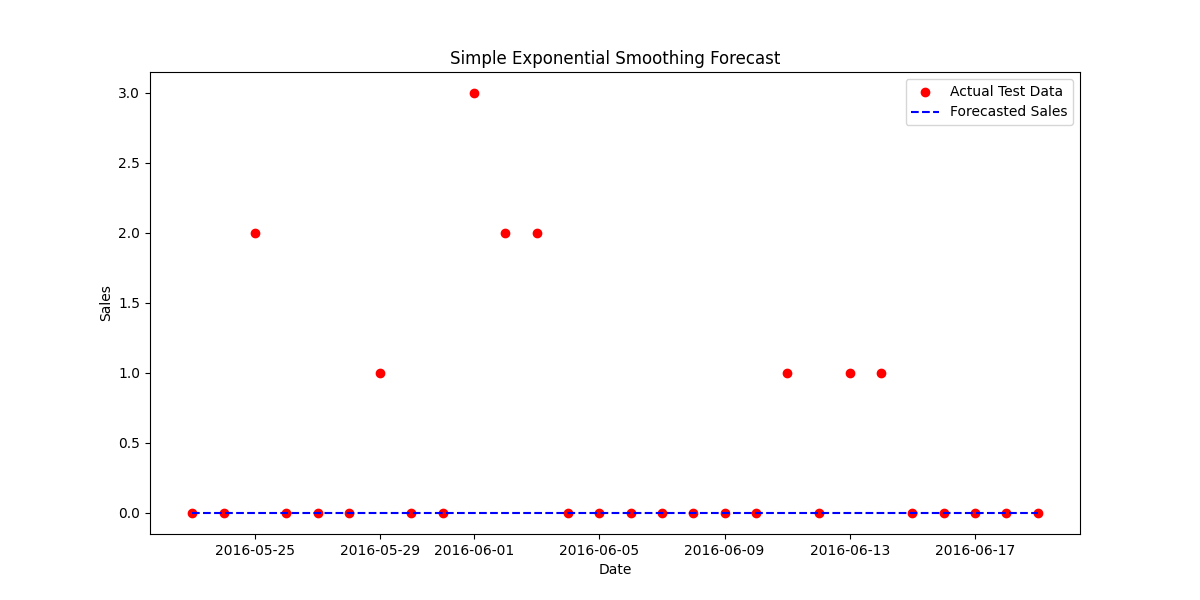 Simple Exponential Smoothing Forecast
Actual Test Data
Forecasted Sales
3.0
2.5
2.0
1.5
1.0
0.5
0.0
Sales
2016-05-25 2016-05-29 2016-06-01 2016-06-05 2016-06-09 2016-06-13 2016-06-17
Date